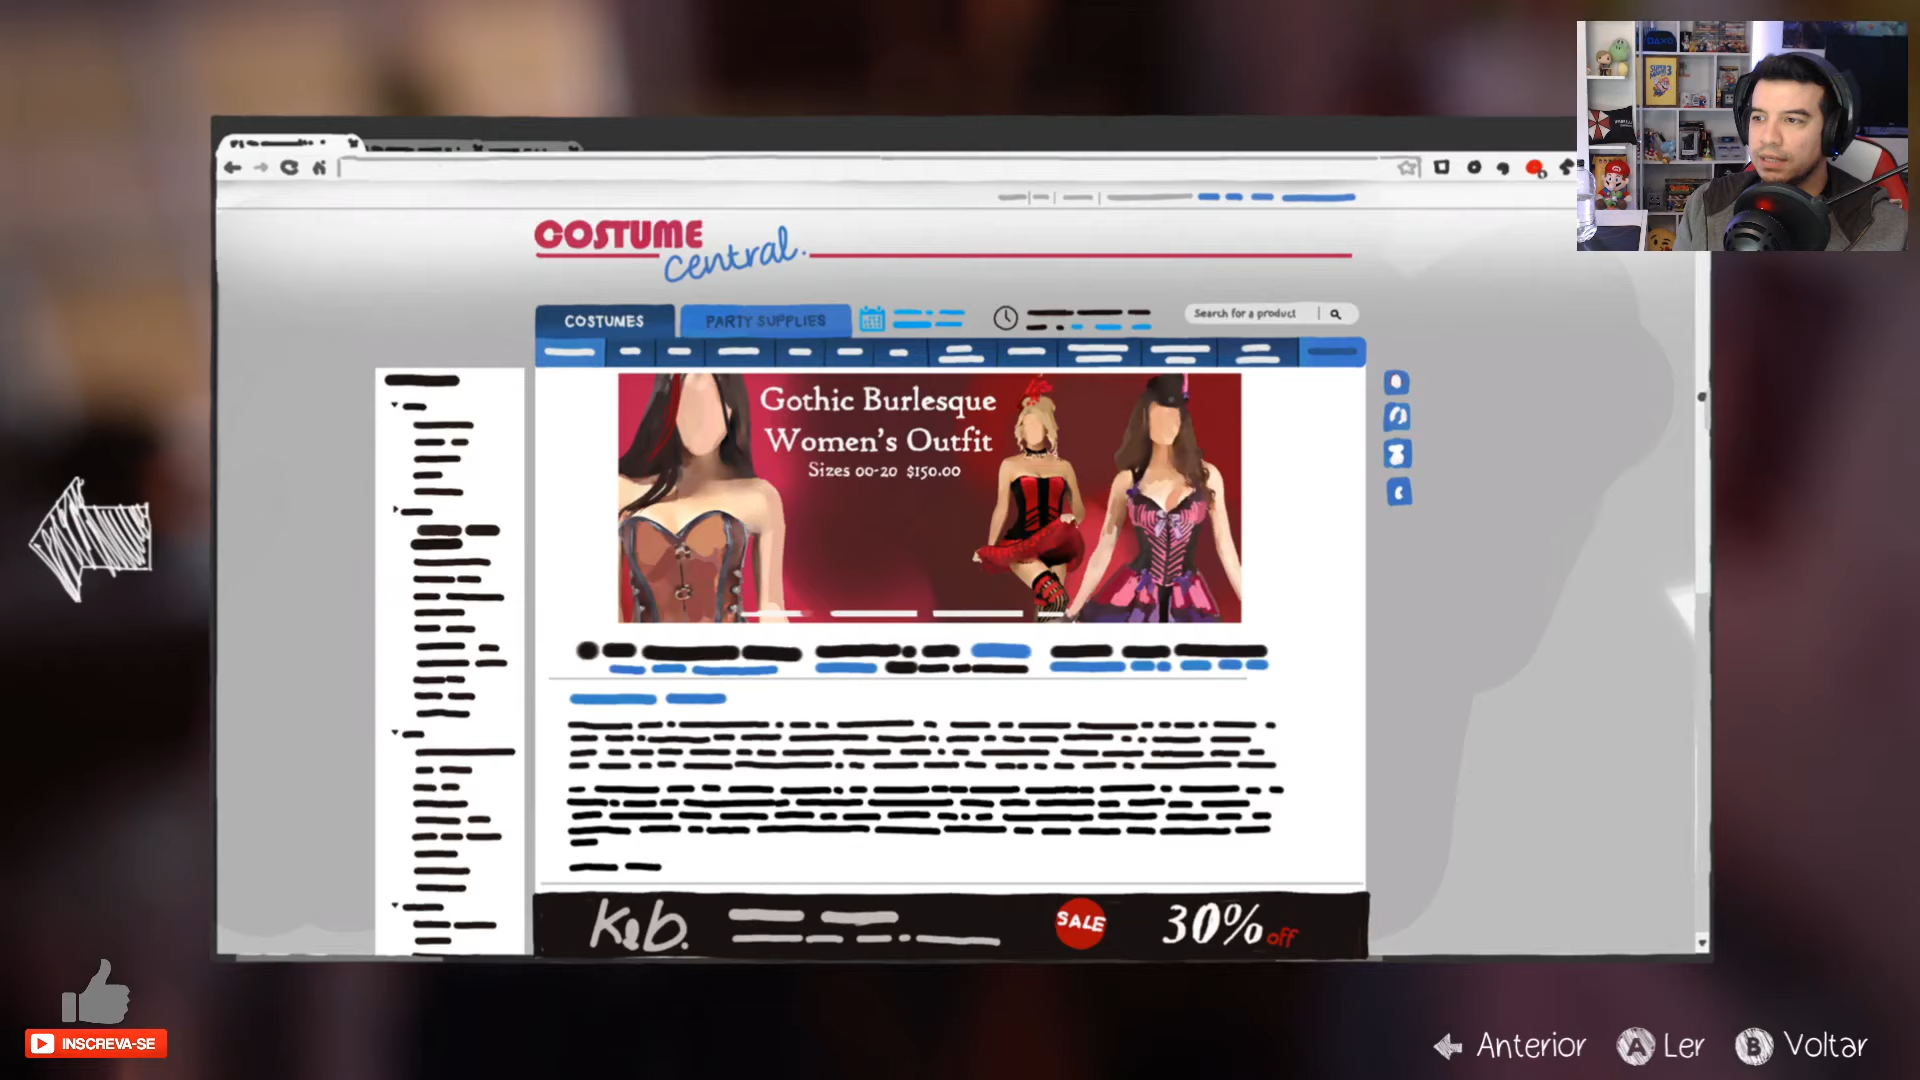 COSTUME
central.
COSTUMES
PARTY SUPPLIES
Search for a product
Gothic Burlesque
Women's Outfit
Sizes 00-20 $150.00
K&B.
SALE
30% off
INSCREVA-SE
Anterior
A Ler
B Voltar